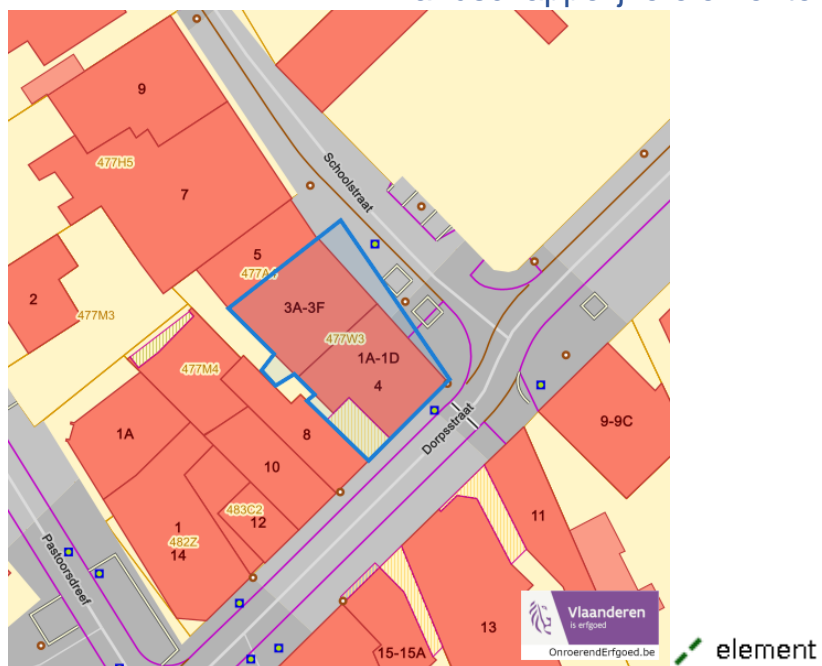 9
477H5
7
Schoolstraat
5
477A4
2
477M3
3A-3F
477W3
1A-1D
4
477M4
8
1A
10
Dorpsstraat
9-9C
483C2
12
1
482Z
14
11
Pastoorsdreef
13
15-15A
Vlaanderen
is erfgoed
OnroerendErfgoed.be
element